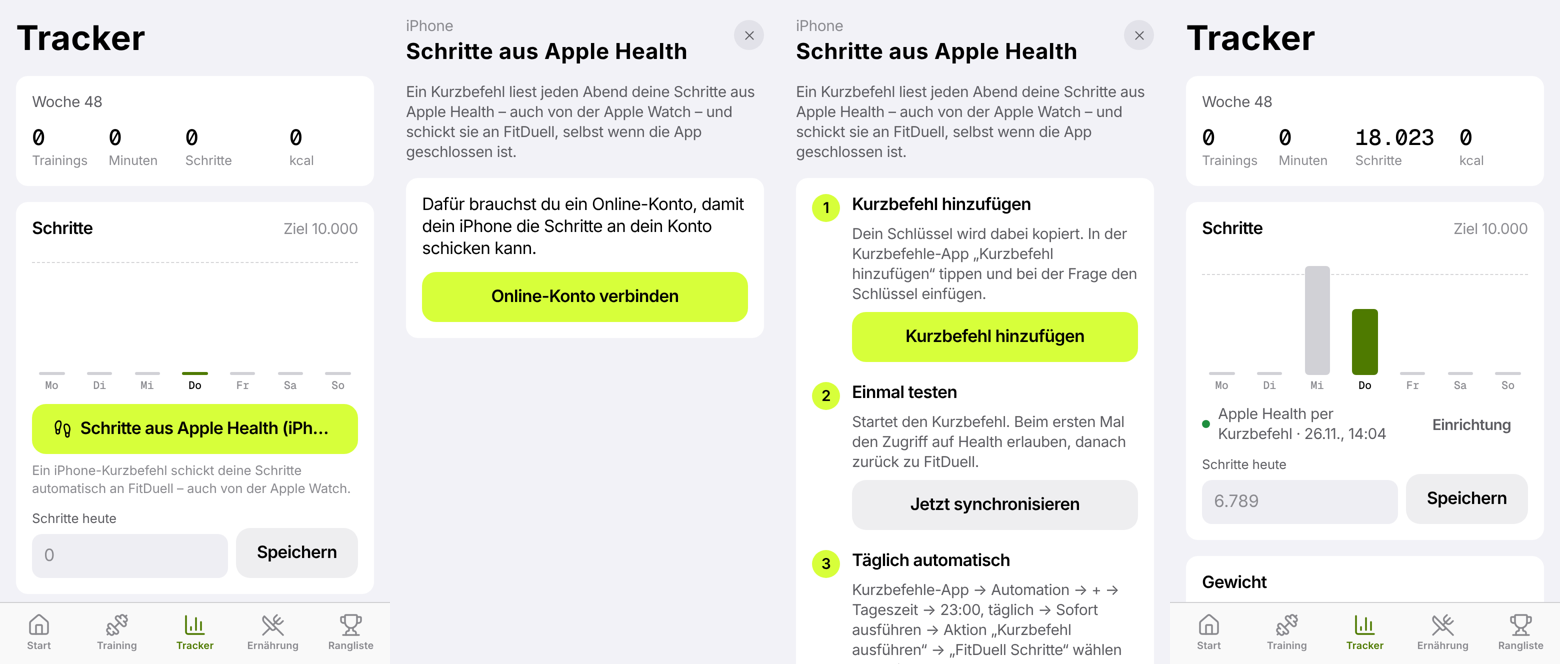 Tracker
Woche 48
0 0 0 0
Trainings Minuten Schritte kcal
Schritte Ziel 10.000
Mo Di Mi Do Fr Sa So
Schritte aus Apple Health (iPh...
Ein iPhone-Kurzbefehl schickt deine Schritte
automatisch an FitDuell – auch von der Apple Watch.
Schritte heute
0 Speichern
Start Training Tracker Ernährung Rangliste
iPhone
Schritte aus Apple Health
Ein Kurzbefehl liest jeden Abend deine Schritte aus
Apple Health – auch von der Apple Watch – und
schickt sie an FitDuell, selbst wenn die App
geschlossen ist.
Dafür brauchst du ein Online-Konto, damit
dein iPhone die Schritte an dein Konto
schicken kann.
Online-Konto verbinden
iPhone
Schritte aus Apple Health
Ein Kurzbefehl liest jeden Abend deine Schritte aus
Apple Health – auch von der Apple Watch – und
schickt sie an FitDuell, selbst wenn die App
geschlossen ist.
1 Kurzbefehl hinzufügen
Dein Schlüssel wird dabei kopiert. In der
Kurzbefehle-App „Kurzbefehl
hinzufügen“ tippen und bei der Frage den
Schlüssel einfügen.
Kurzbefehl hinzufügen
2 Einmal testen
Startet den Kurzbefehl. Beim ersten Mal
den Zugriff auf Health erlauben, danach
zurück zu FitDuell.
Jetzt synchronisieren
3 Täglich automatisch
Kurzbefehle-App → Automation → + →
Tageszeit → 23:00, täglich → Sofort
ausführen → Aktion „Kurzbefehl
ausführen“ → „FitDuell Schritte“ wählen
Tracker
Woche 48
0 0 18.023 0
Trainings Minuten Schritte kcal
Schritte Ziel 10.000
Mo Di Mi Do Fr Sa So
Apple Health per
Kurzbefehl · 26.11., 14:04 Einrichtung
Schritte heute
6.789 Speichern
Gewicht
Start Training Tracker Ernährung Rangliste